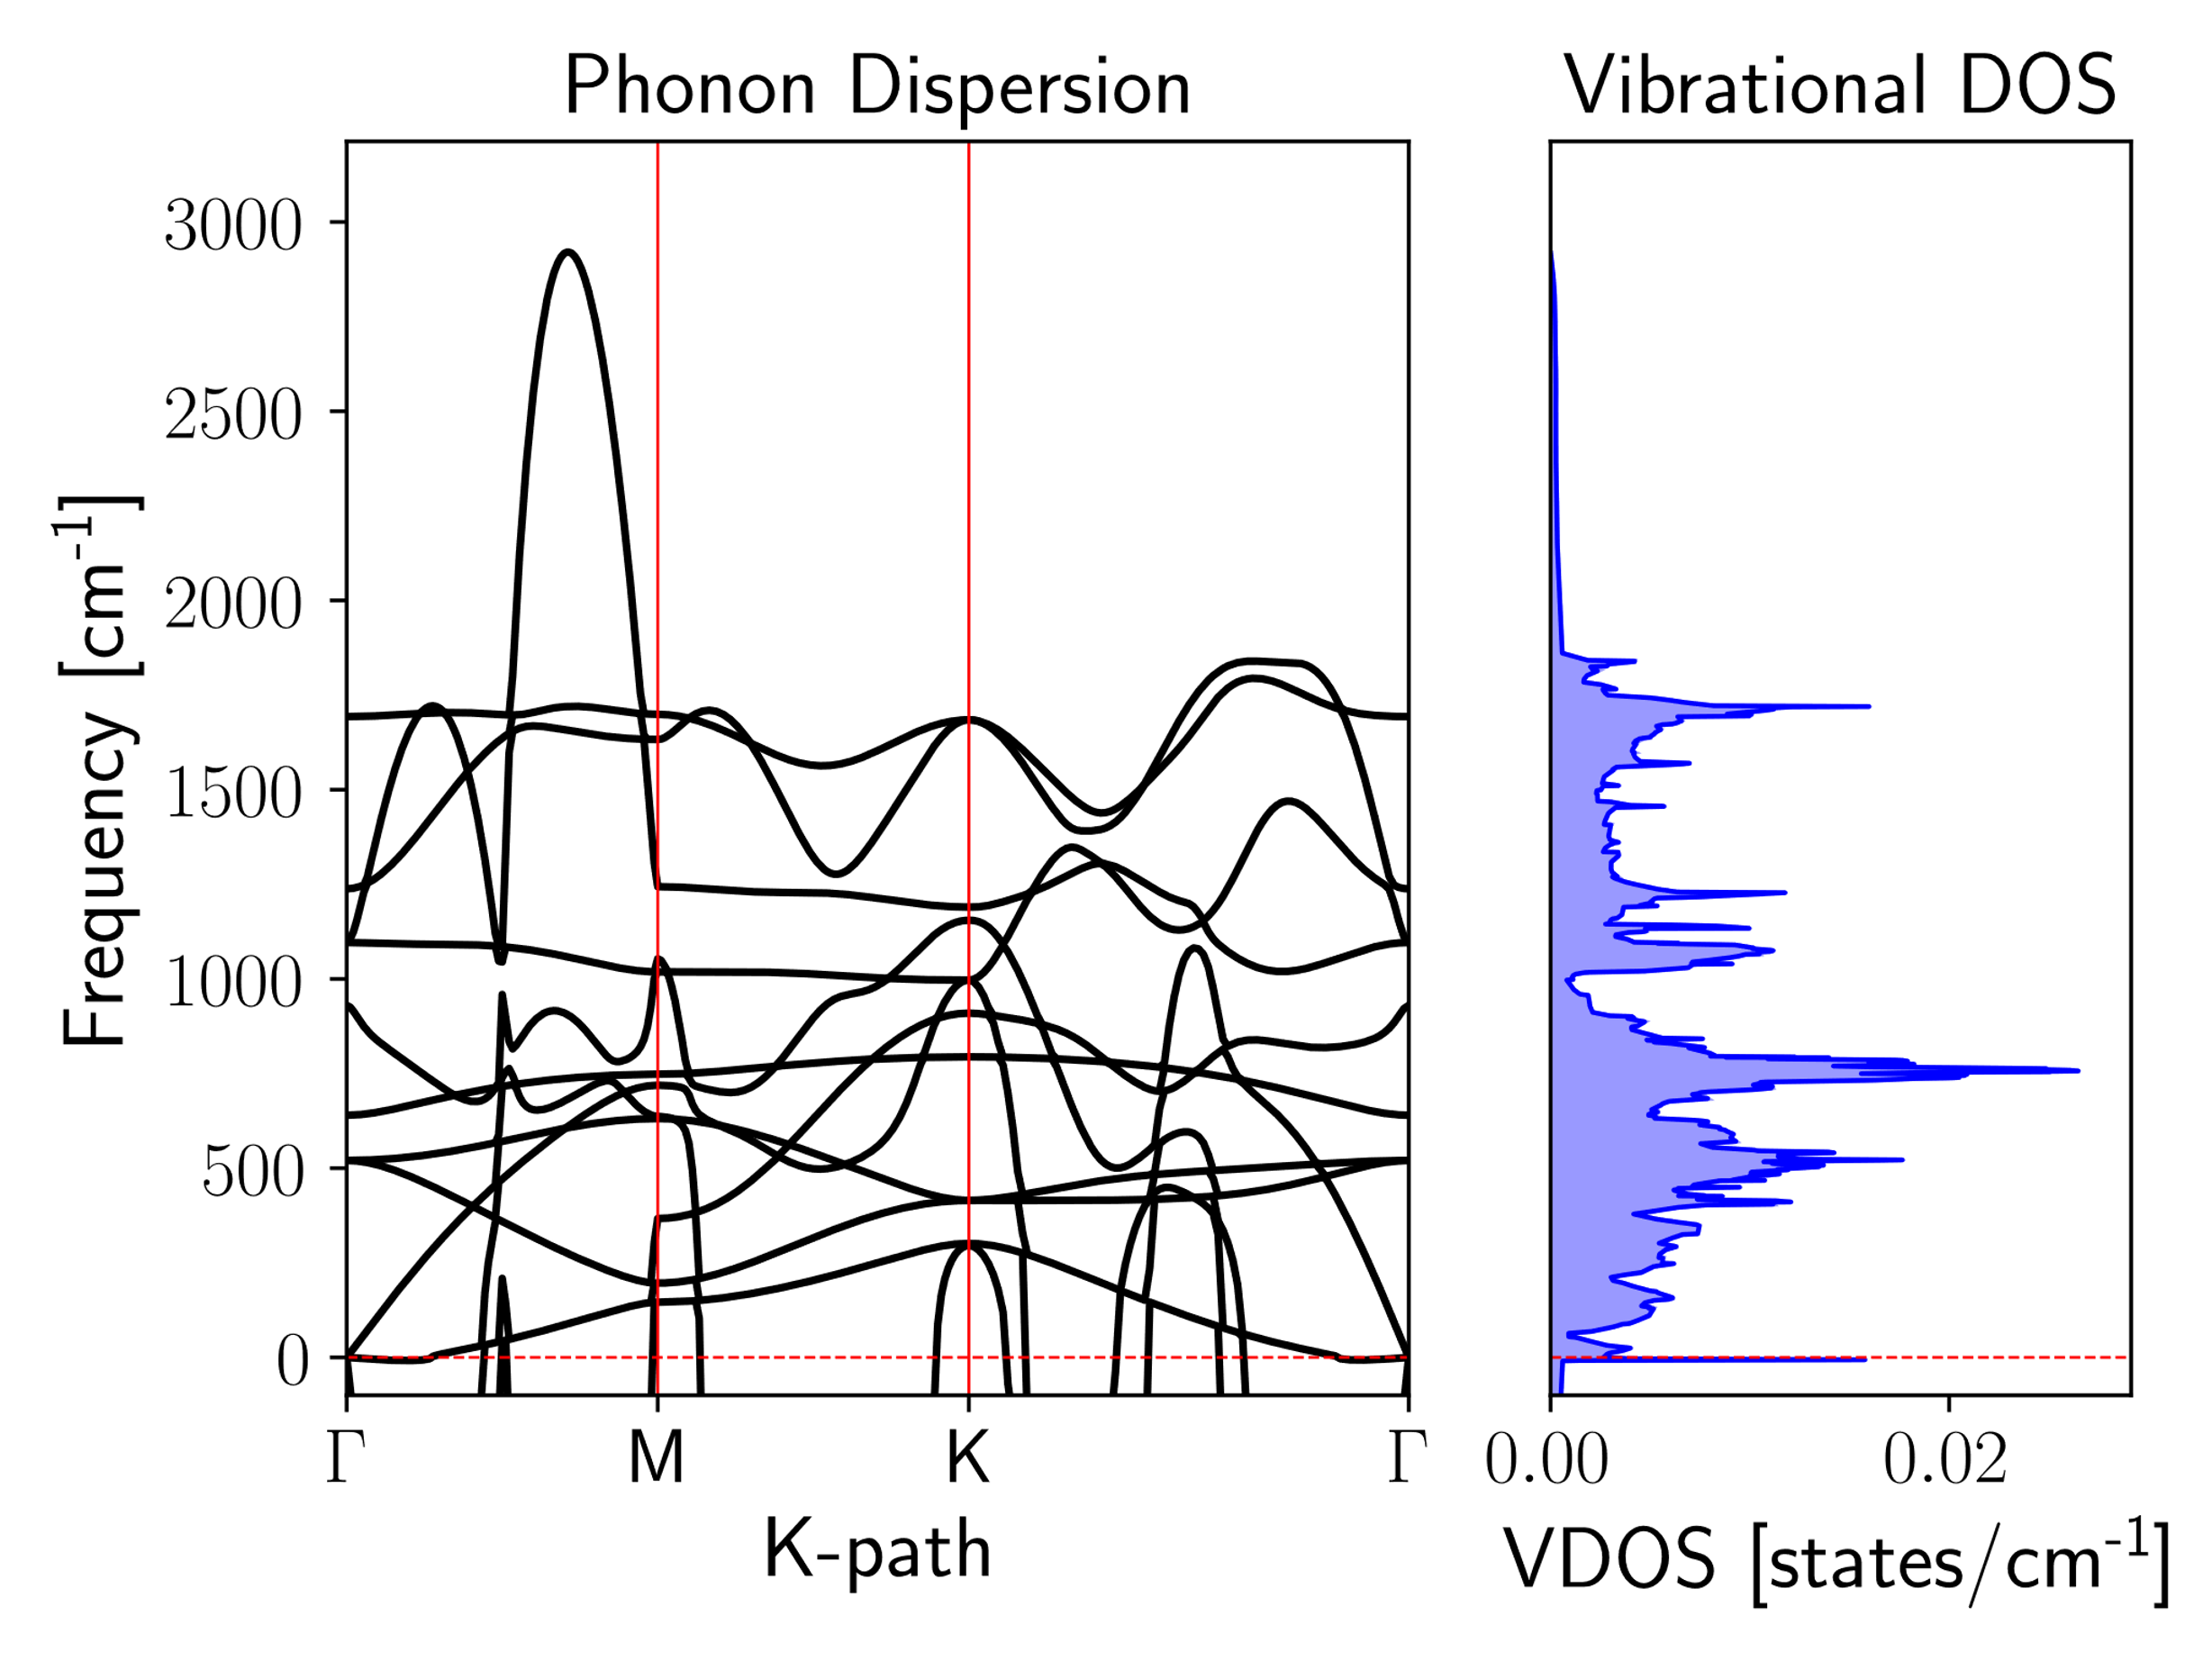 Phonon Dispersion
Vibrational DOS
Frequency [cm⁻¹]
3000
2500
2000
1500
1000
500
0
Γ
M
K
Γ
K-path
0.00
0.02
VDOS [states/cm⁻¹]